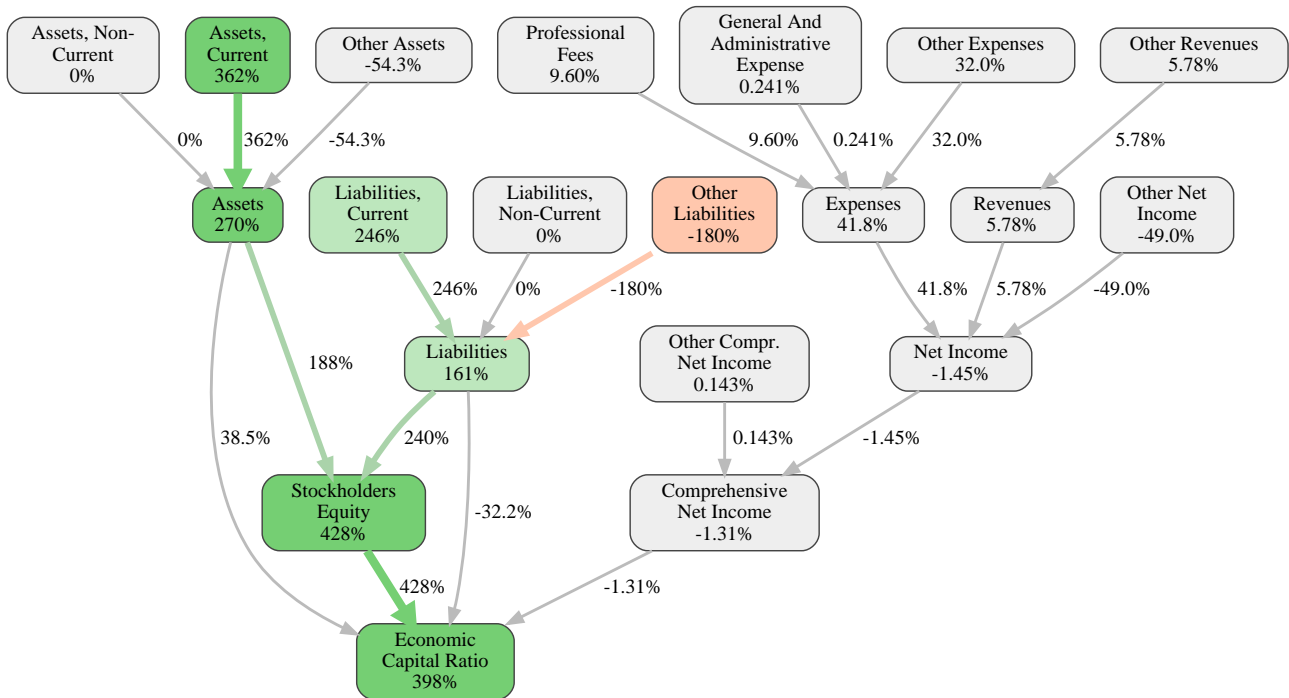 Assets, Non-
Current
0%
Assets,
Current
362%
Other Assets
-54.3%
Professional
Fees
9.60%
General And
Administrative
Expense
0.241%
Other Expenses
32.0%
Other Revenues
5.78%
0%
362%
-54.3%
9.60%
0.241%
32.0%
5.78%
Assets
270%
Liabilities,
Current
246%
Liabilities,
Non-Current
0%
Other
Liabilities
-180%
Expenses
41.8%
Revenues
5.78%
Other Net
Income
-49.0%
246%
0%
-180%
41.8%
5.78%
-49.0%
188%
Liabilities
161%
Other Compr.
Net Income
0.143%
Net Income
-1.45%
38.5%
240%
0.143%
-1.45%
Stockholders
Equity
428%
-32.2%
Comprehensive
Net Income
-1.31%
428%
-1.31%
Economic
Capital Ratio
398%